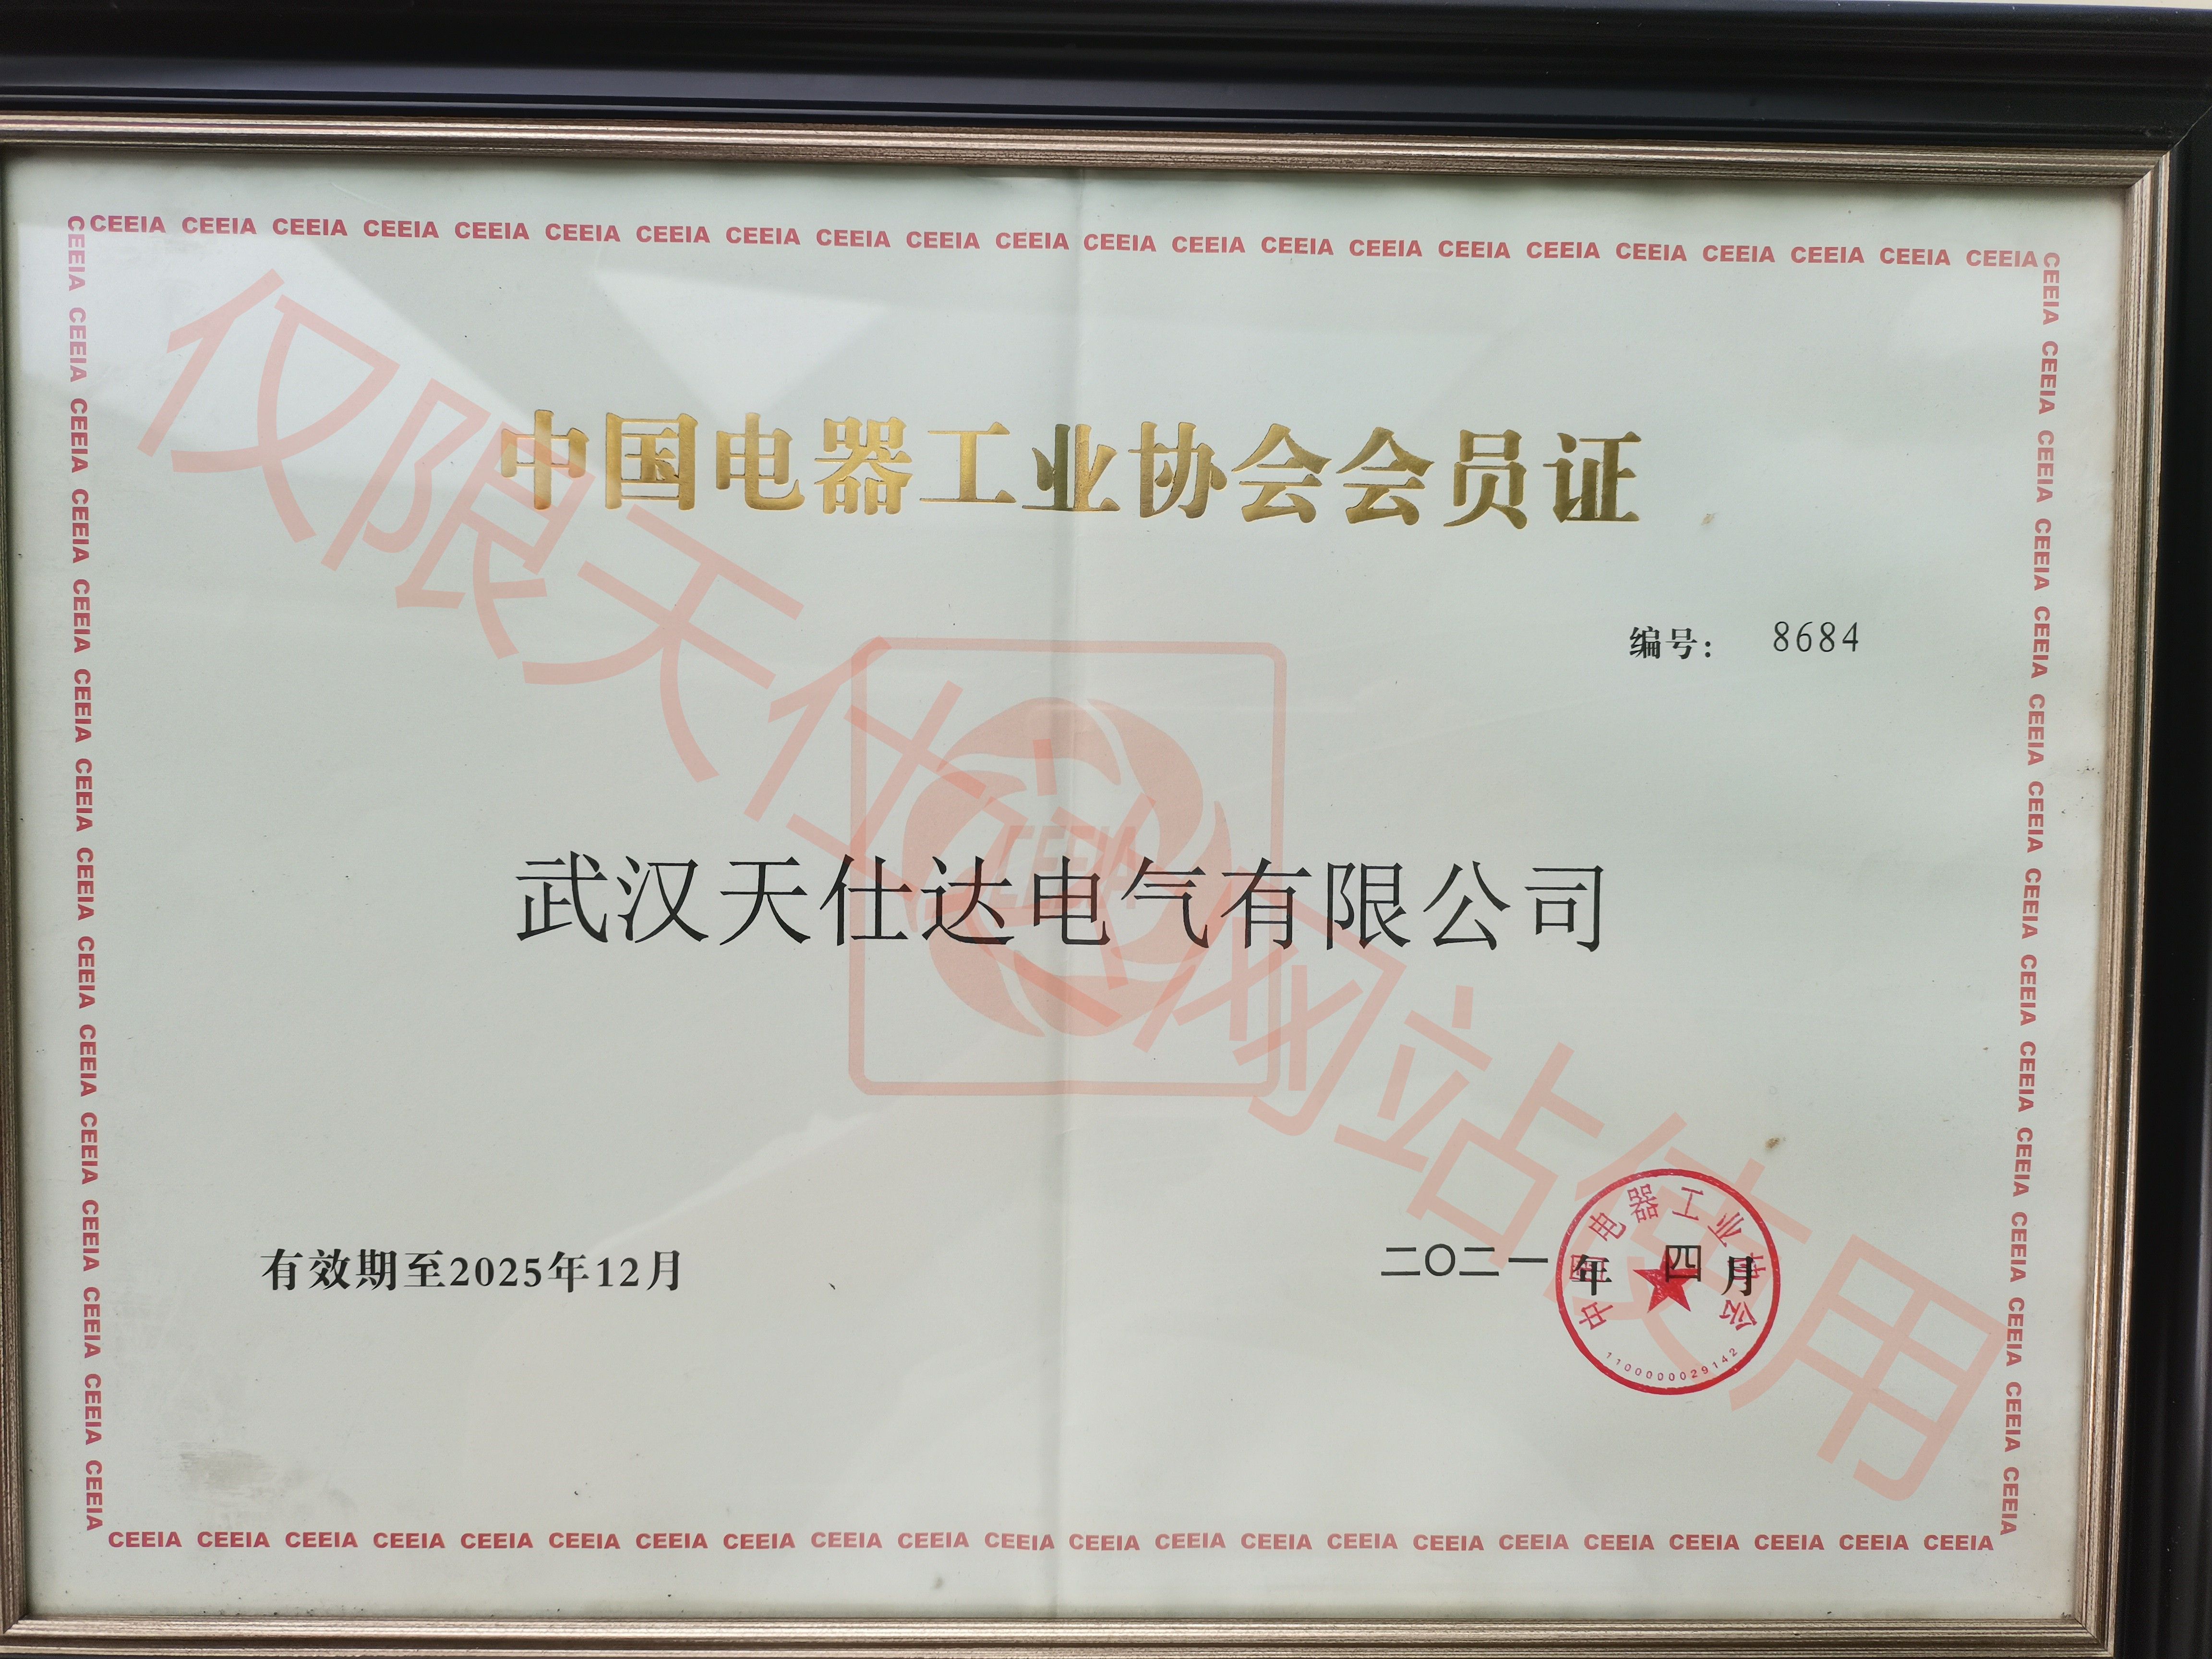 CEEIA CEEIA CEEIA CEEIA CEEIA CEEIA CEEIA CEEIA CEEIA CEEIA CEEIA CEEIA CEEIA CEEIA CEEIA CEEIA CEEIA CEEIA CEEIA CEEIA CEEIA CEEIA
中国电器工业协会会员证
编号： 8684
CEEIA
武汉天仕达电气有限公司
有效期至2025年12月
二〇二一年 四月
中国电器工业协会
1100000029142
仅限天仕达网站使用
CEEIA CEEIA CEEIA CEEIA CEEIA CEEIA CEEIA CEEIA CEEIA CEEIA CEEIA CEEIA CEEIA CEEIA CEEIA CEEIA CEEIA CEEIA CEEIA CEEIA CEEIA CEEIA